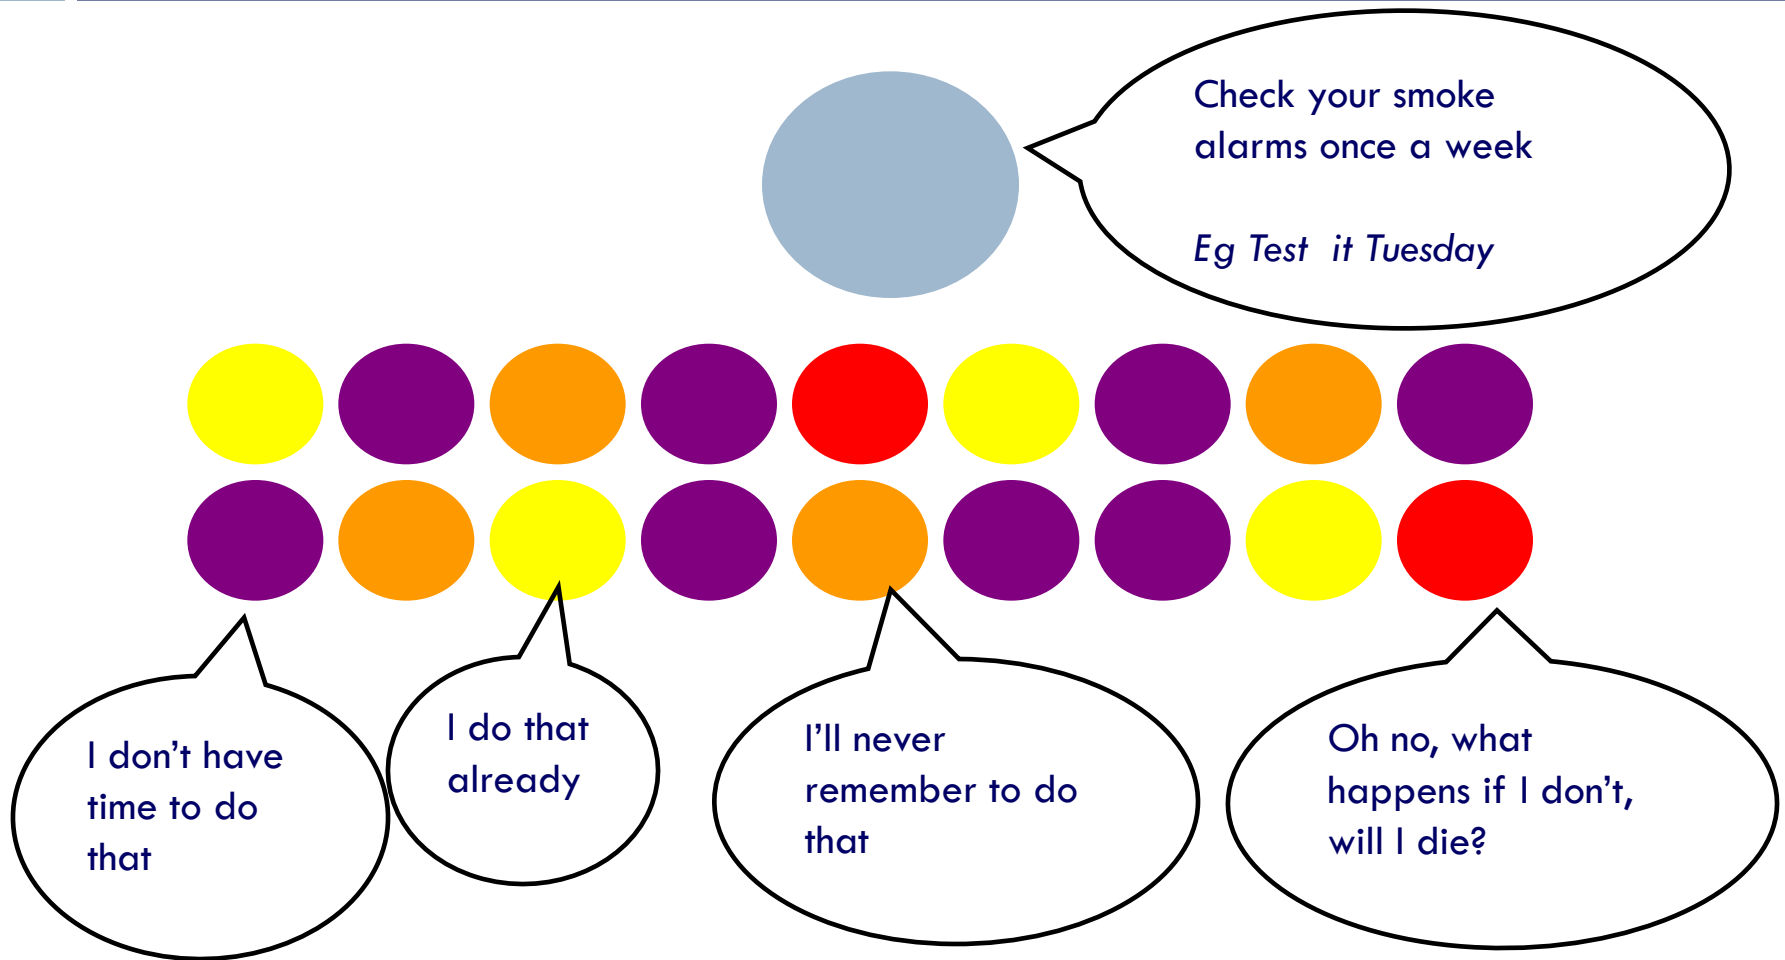 Check your smoke
alarms once a week
Eg Test  it Tuesday
I don’t have
time to do
that
I do that
already
I’ll never
remember to do
that
Oh no, what
happens if I don’t,
will I die?